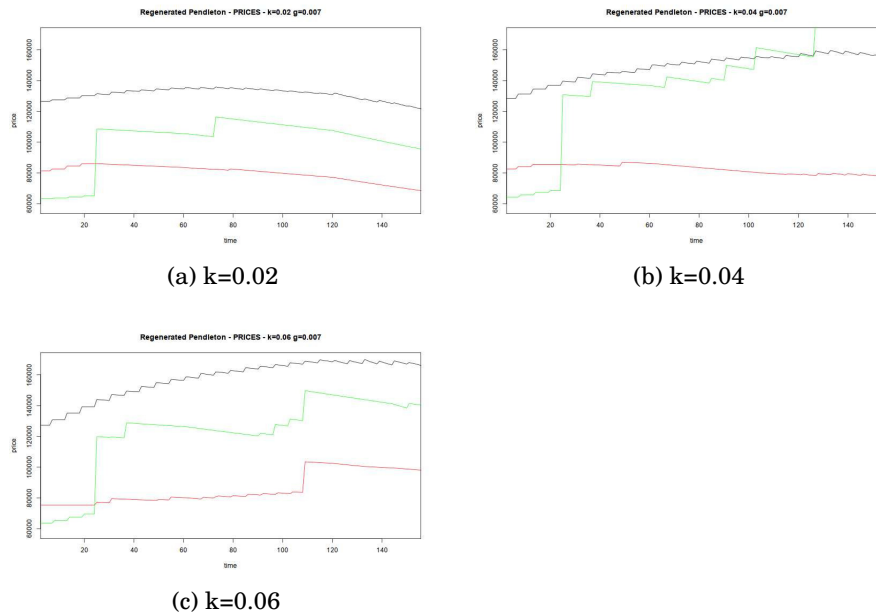 Regenerated Pendleton - PRICES - k=0.02 g=0.007
price
60000 80000 100000 120000 140000 160000
20 40 60 80 100 120 140
time
(a) k=0.02
Regenerated Pendleton - PRICES - k=0.04 g=0.007
price
60000 80000 100000 120000 140000 160000
20 40 60 80 100 120 140
time
(b) k=0.04
Regenerated Pendleton - PRICES - k=0.06 g=0.007
price
60000 80000 100000 120000 140000 160000
20 40 60 80 100 120 140
time
(c) k=0.06